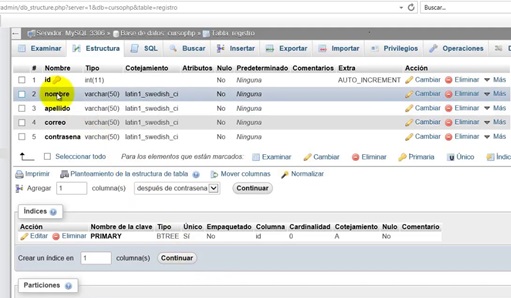 admin/db_structure.php?server=1&db=cursophp&table=registro
Buscar...
Servidor: MySQL:3306 » Base de datos: cursophp » Tabla: registro
Examinar Estructura SQL Buscar Insertar Exportar Importar Privilegios Operaciones
# Nombre Tipo Cotejamiento Atributos Nulo Predeterminado Comentarios Extra Acción
1 id int(11) No Ninguna AUTO_INCREMENT Cambiar Eliminar Más
2 nombre varchar(50) latin1_swedish_ci No Ninguna Cambiar Eliminar Más
3 apellido varchar(50) latin1_swedish_ci No Ninguna Cambiar Eliminar Más
4 correo varchar(50) latin1_swedish_ci No Ninguna Cambiar Eliminar Más
5 contrasena varchar(50) latin1_swedish_ci No Ninguna Cambiar Eliminar Más
Seleccionar todo Para los elementos que están marcados: Examinar Cambiar Eliminar Primaria Único Índic
Imprimir Planteamiento de la estructura de tabla Mover columnas Normalizar
Agregar 1 columna(s) después de contrasena Continuar
Índices
Acción Nombre de la clave Tipo Único Empaquetado Columna Cardinalidad Cotejamiento Nulo Comentario
Editar Eliminar PRIMARY BTREE Sí No id 0 A No
Crear un índice en 1 columna(s) Continuar
Particiones